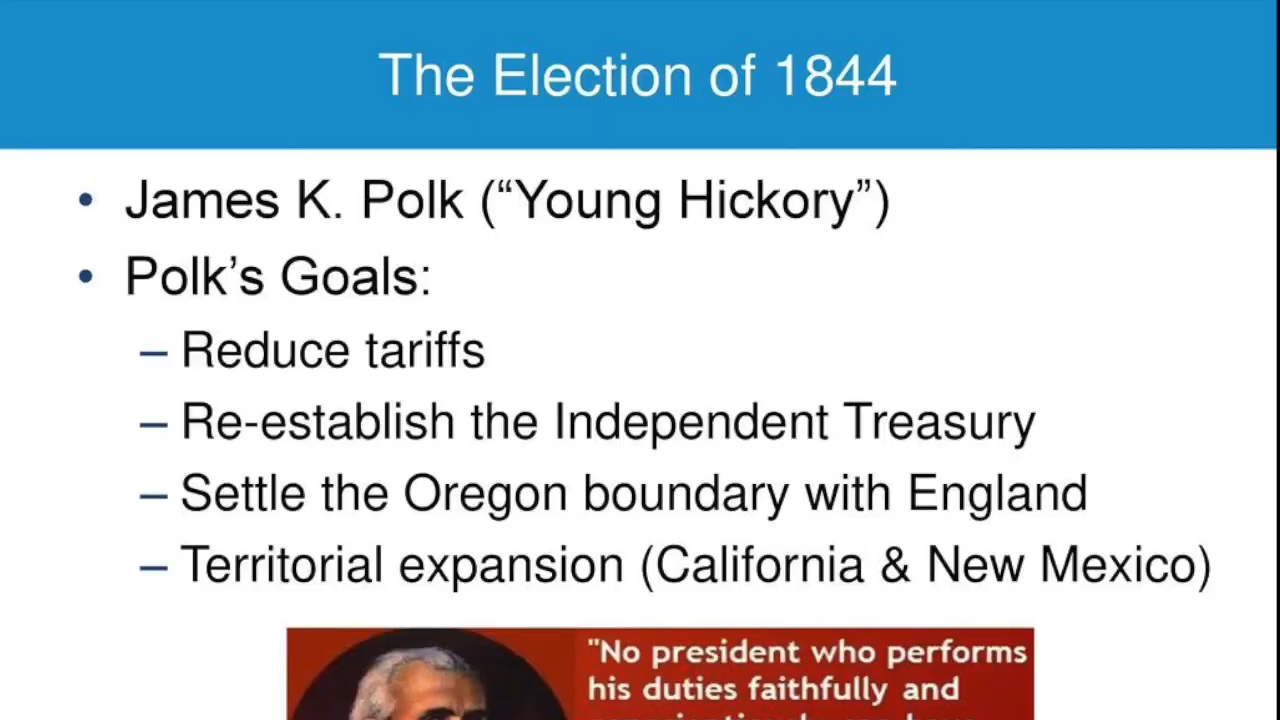 The Election of 1844
• James K. Polk (“Young Hickory”)
• Polk’s Goals:
– Reduce tariffs
– Re-establish the Independent Treasury
– Settle the Oregon boundary with England
– Territorial expansion (California & New Mexico)
"No president who performs
his duties faithfully and